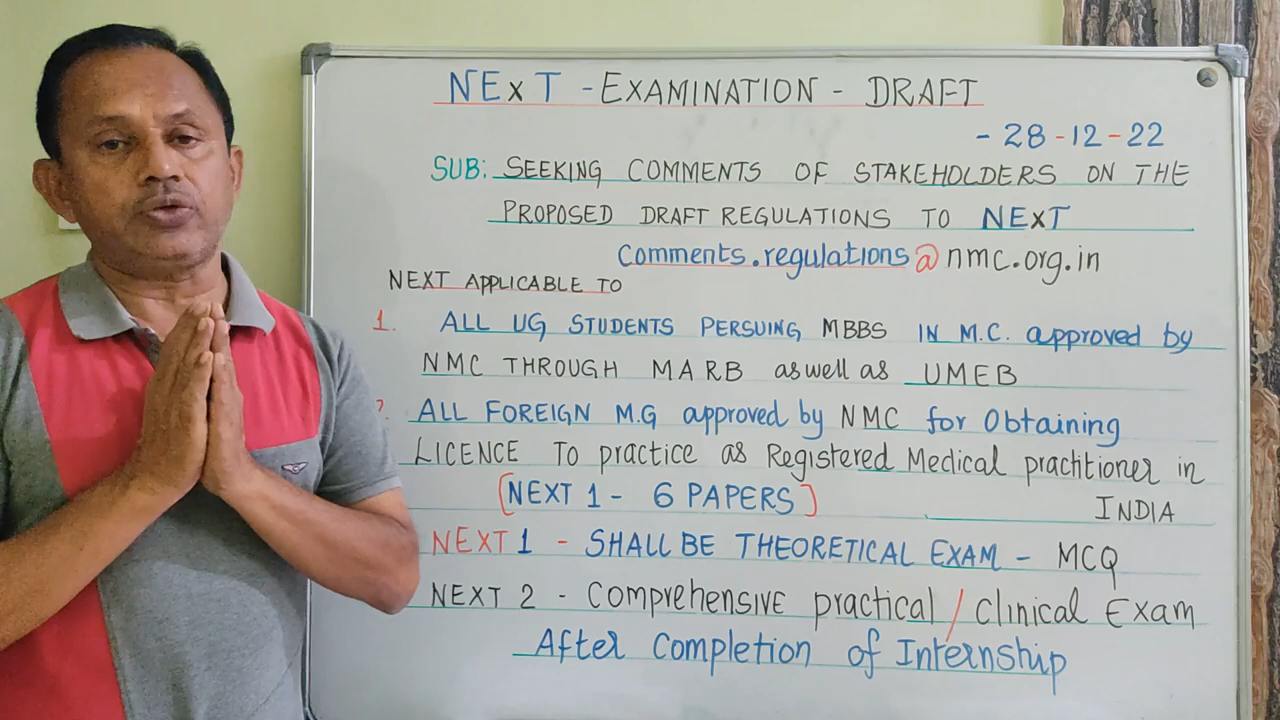 NExT - EXAMINATION - DRAFT
- 28-12-22
SUB: SEEKING COMMENTS OF STAKEHOLDERS ON THE
PROPOSED DRAFT REGULATIONS TO NExT
comments.regulations@nmc.org.in
NEXT APPLICABLE TO
1. ALL UG STUDENTS PERSUING MBBS IN M.C. approved by
NMC THROUGH MARB as well as UMEB
2. ALL FOREIGN M.G approved by NMC for Obtaining
LICENCE To practice as Registered Medical practitioner in
INDIA
[NEXT 1 - 6 PAPERS]
NEXT 1 - SHALL BE THEORETICAL EXAM - MCQ
NEXT 2 - Comprehensive practical / Clinical Exam
After Completion of Internship